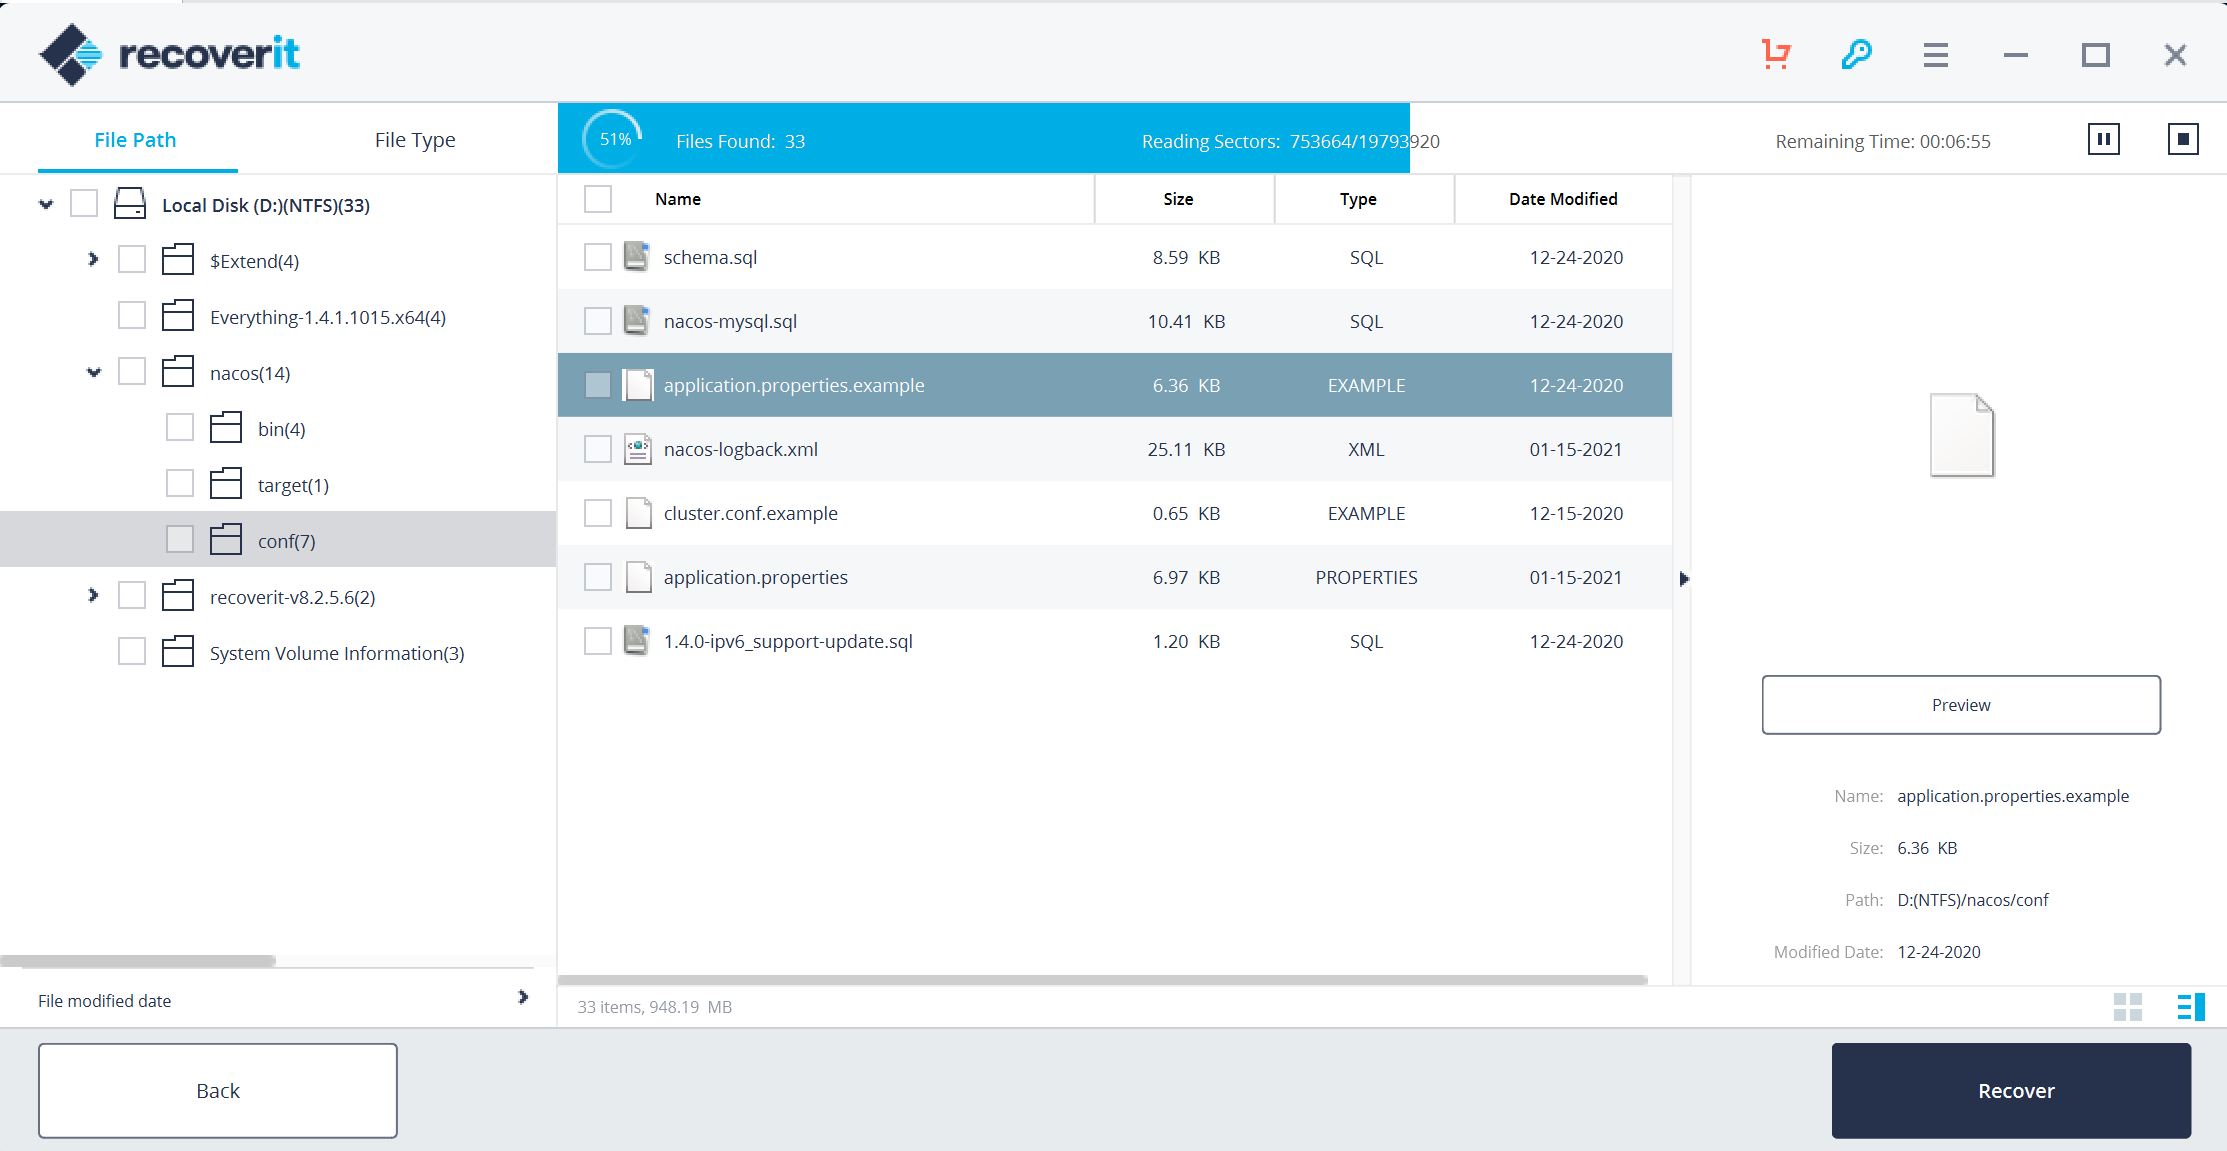 recoverit
File Path File Type
51% Files Found: 33 Reading Sectors: 753664/19793920 Remaining Time: 00:06:55
Local Disk (D:)(NTFS)(33)
$Extend(4)
Everything-1.4.1.1015.x64(4)
nacos(14)
bin(4)
target(1)
conf(7)
recoverit-v8.2.5.6(2)
System Volume Information(3)
File modified date
Name Size Type Date Modified
schema.sql 8.59 KB SQL 12-24-2020
nacos-mysql.sql 10.41 KB SQL 12-24-2020
application.properties.example 6.36 KB EXAMPLE 12-24-2020
nacos-logback.xml 25.11 KB XML 01-15-2021
cluster.conf.example 0.65 KB EXAMPLE 12-15-2020
application.properties 6.97 KB PROPERTIES 01-15-2021
1.4.0-ipv6_support-update.sql 1.20 KB SQL 12-24-2020
33 items, 948.19 MB
Preview
Name: application.properties.example
Size: 6.36 KB
Path: D:(NTFS)/nacos/conf
Modified Date: 12-24-2020
Back
Recover